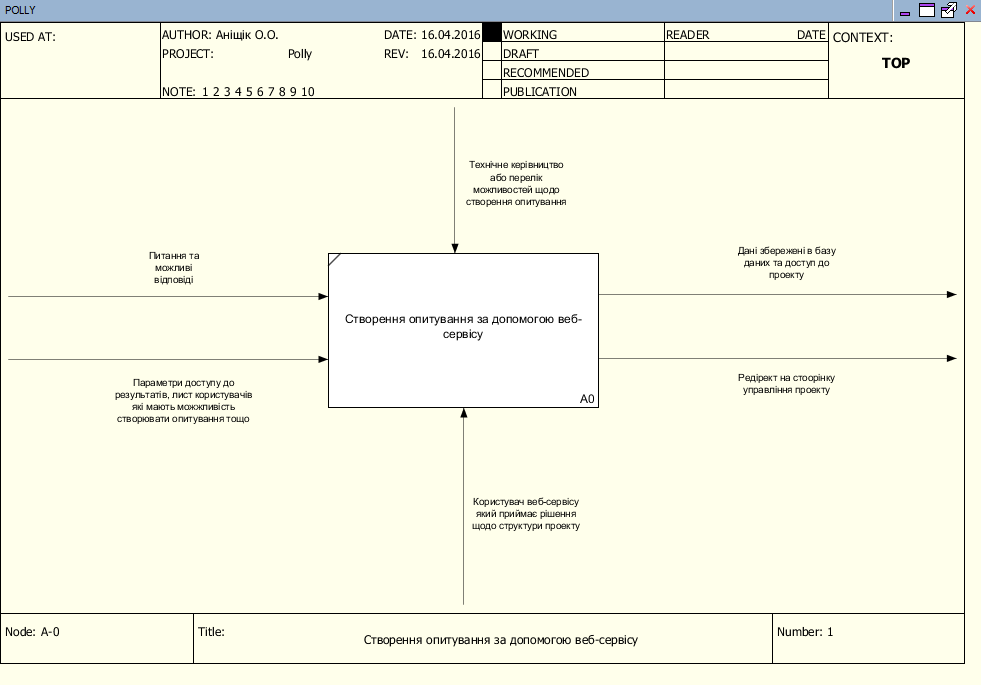 POLLY
USED AT:
AUTHOR: Аніщік О.О.
DATE: 16.04.2016
PROJECT: Polly
REV: 16.04.2016
NOTE: 1 2 3 4 5 6 7 8 9 10
WORKING
DRAFT
RECOMMENDED
PUBLICATION
READER DATE
CONTEXT:
TOP
Технічне керівництво
або перелік
можливостей щодо
створення опитування
Питання та
можливі
відповіді
Дані збережені в базу
даних та доступ до
проекту
Створення опитування за допомогою веб-
сервісу
A0
Параметри доступу до
результатів, лист користувачів
які мають можжливість
створювати опитування тощо
Редірект на стоорінку
управління проекту
Користувач веб-сервісу
який приймає рішення
щодо структури проекту
Node: A-0
Title:
Створення опитування за допомогою веб-сервісу
Number: 1